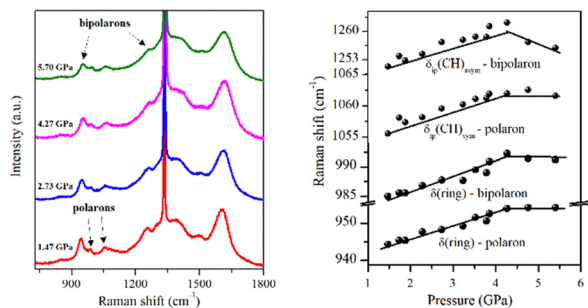 bipolarons
5.70 GPa
4.27 GPa
2.73 GPa
polarons
1.47 GPa
Intensity (a.u.)
900 1200 1500 1800
Raman shift (cm⁻¹)
1260
1253
1065
δip(CH)asym - bipolaron
1060
1055
δip(CH)sysm - polaron
990
985
δ(ring) - bipolaron
950
δ(ring) - polaron
940
Raman shift (cm⁻¹)
1 2 3 4 5 6
Pressure (GPa)